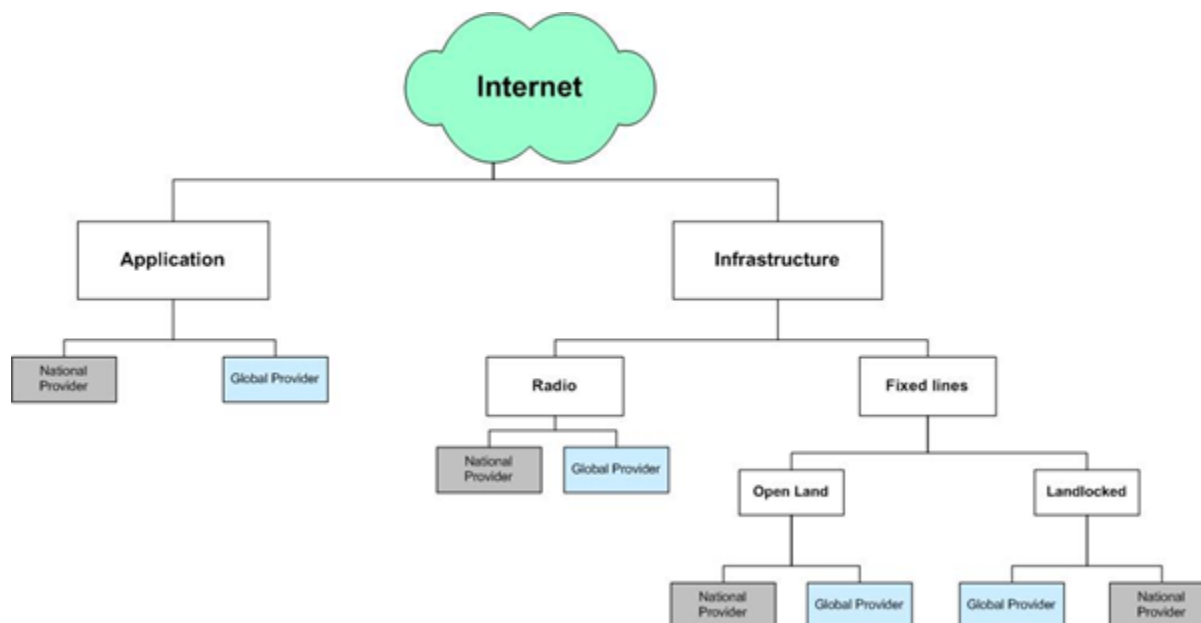 Internet
Application
Infrastructure
National
Provider
Global Provider
Radio
Fixed lines
National
Provider
Global Provider
Open Land
Landlocked
National
Provider
Global Provider
Global Provider
National
Provider